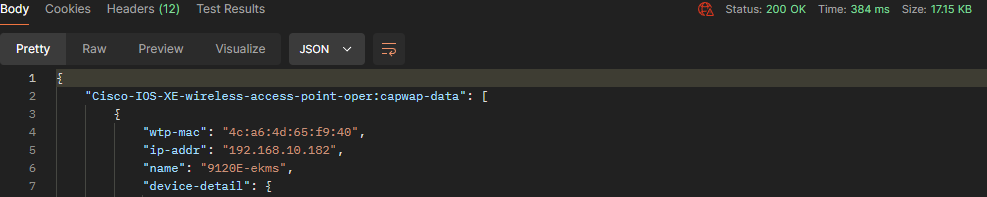 Body Cookies Headers (12) Test Results Status: 200 OK Time: 384 ms Size: 17.15 KB
Pretty Raw Preview Visualize JSON
1 {
2 "Cisco-IOS-XE-wireless-access-point-oper:capwap-data": [
3 {
4 "wtp-mac": "4c:a6:4d:65:f9:40",
5 "ip-addr": "192.168.10.182",
6 "name": "9120E-ekms",
7 "device-detail": {